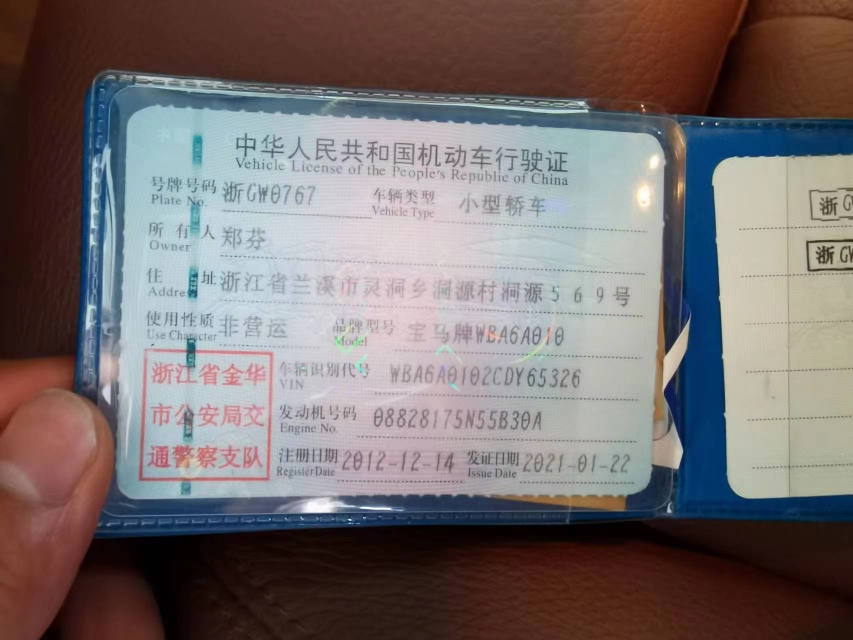 中华人民共和国机动车行驶证
Vehicle License of the People's Republic of China
号牌号码 浙GW0767 车辆类型 小型轿车
Plate No. Vehicle Type
所有人 郑芬
Owner
住址 浙江省兰溪市灵洞乡洞源村洞源569号
Address
使用性质 非营运 品牌型号 宝马牌WBA6A010
Use Character Model
浙江省金华
市公安局交
通警察支队
车辆识别代号 WBA6A0102CDY65326
VIN
发动机号码 08828175N55B30A
Engine No.
注册日期 2012-12-14 发证日期 2021-01-22
Register Date Issue Date
浙G
浙GW